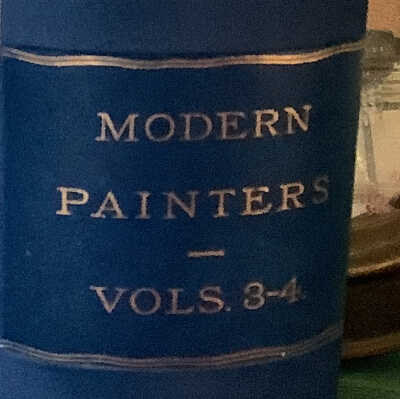 MODERN
PAINTERS
—
VOLS. 3-4.